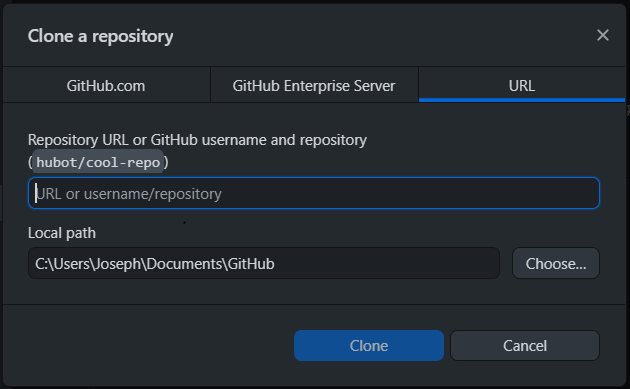 Clone a repository
GitHub.com
GitHub Enterprise Server
URL
Repository URL or GitHub username and repository
(hubot/cool-repo)
URL or username/repository
Local path
C:\Users\Joseph\Documents\GitHub
Choose...
Clone
Cancel